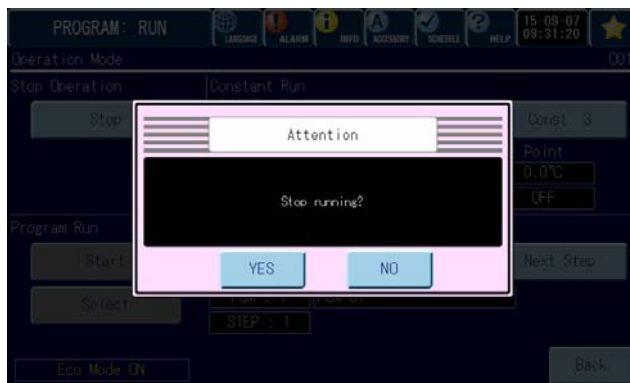 PROGRAM: RUN
LANGUAGE
ALARM
INFO
ACCESSORY
SCHEDULE
HELP
15-09-07
09:31:20
Operation Mode
001
Stop Operation
Constant Run
Stop
Const. 3
Attention
Point
0.0°C
OFF
Stop running?
Program Run
Start
Next Step
YES
NO
Select
STEP : 1
Eco Mode ON
Back